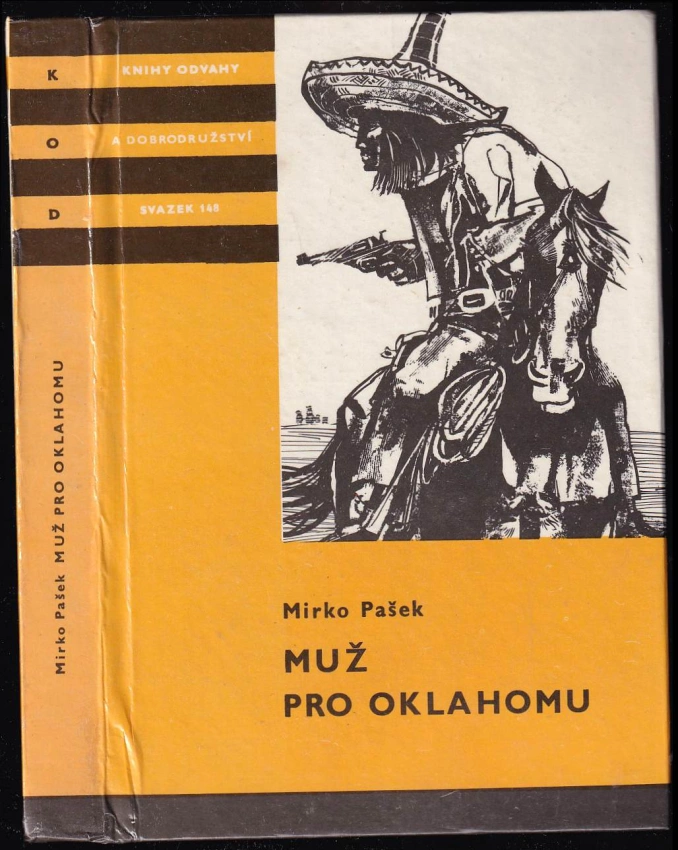 K KNIHY ODVAHY
O A DOBRODRUŽSTVÍ
D SVAZEK 148
Mirko Pašek MUŽ PRO OKLAHOMU
Mirko Pašek
MUŽ
PRO OKLAHOMU